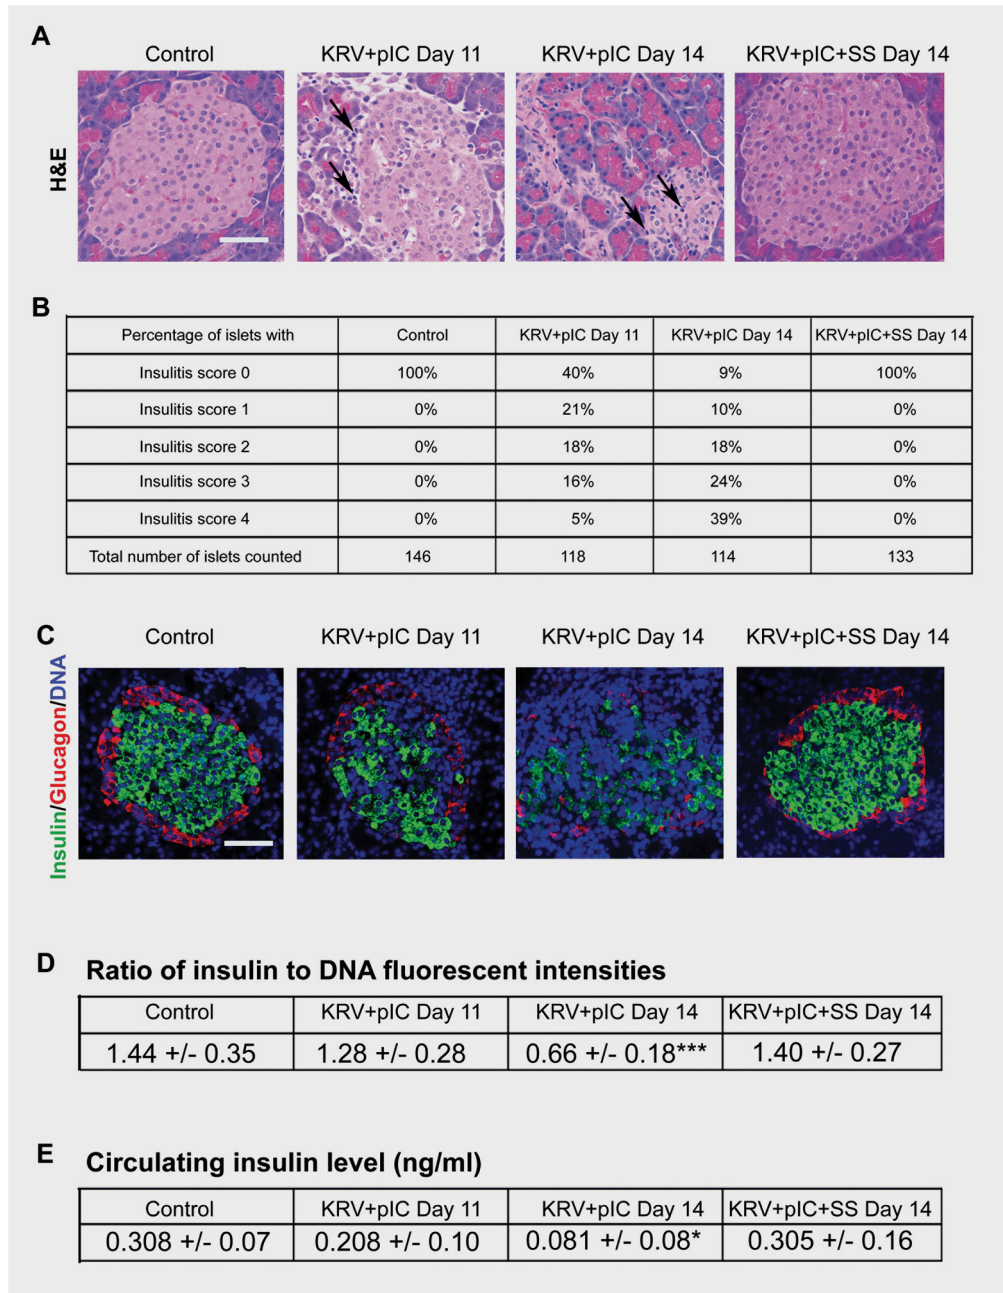 A
Control KRV+pIC Day 11 KRV+pIC Day 14 KRV+pIC+SS Day 14
H&E
B
Percentage of islets with Control KRV+pIC Day 11 KRV+pIC Day 14 KRV+pIC+SS Day 14
Insulitis score 0 100% 40% 9% 100%
Insulitis score 1 0% 21% 10% 0%
Insulitis score 2 0% 18% 18% 0%
Insulitis score 3 0% 16% 24% 0%
Insulitis score 4 0% 5% 39% 0%
Total number of islets counted 146 118 114 133
C
Control KRV+pIC Day 11 KRV+pIC Day 14 KRV+pIC+SS Day 14
Insulin/Glucagon/DNA
D Ratio of insulin to DNA fluorescent intensities
Control KRV+pIC Day 11 KRV+pIC Day 14 KRV+pIC+SS Day 14
1.44 +/- 0.35 1.28 +/- 0.28 0.66 +/- 0.18*** 1.40 +/- 0.27
E Circulating insulin level (ng/ml)
Control KRV+pIC Day 11 KRV+pIC Day 14 KRV+pIC+SS Day 14
0.308 +/- 0.07 0.208 +/- 0.10 0.081 +/- 0.08* 0.305 +/- 0.16